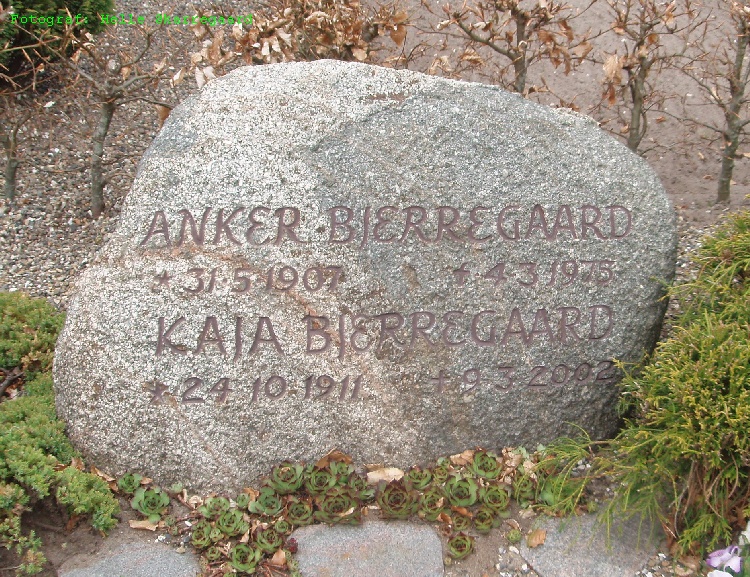 Fotograf: Helle Bjerregaard
ANKER BJERREGAARD
* 31 5 1907 + 4 3 1975
KAJA BJERREGAARD
* 24 10 1911 + 9 3 2002